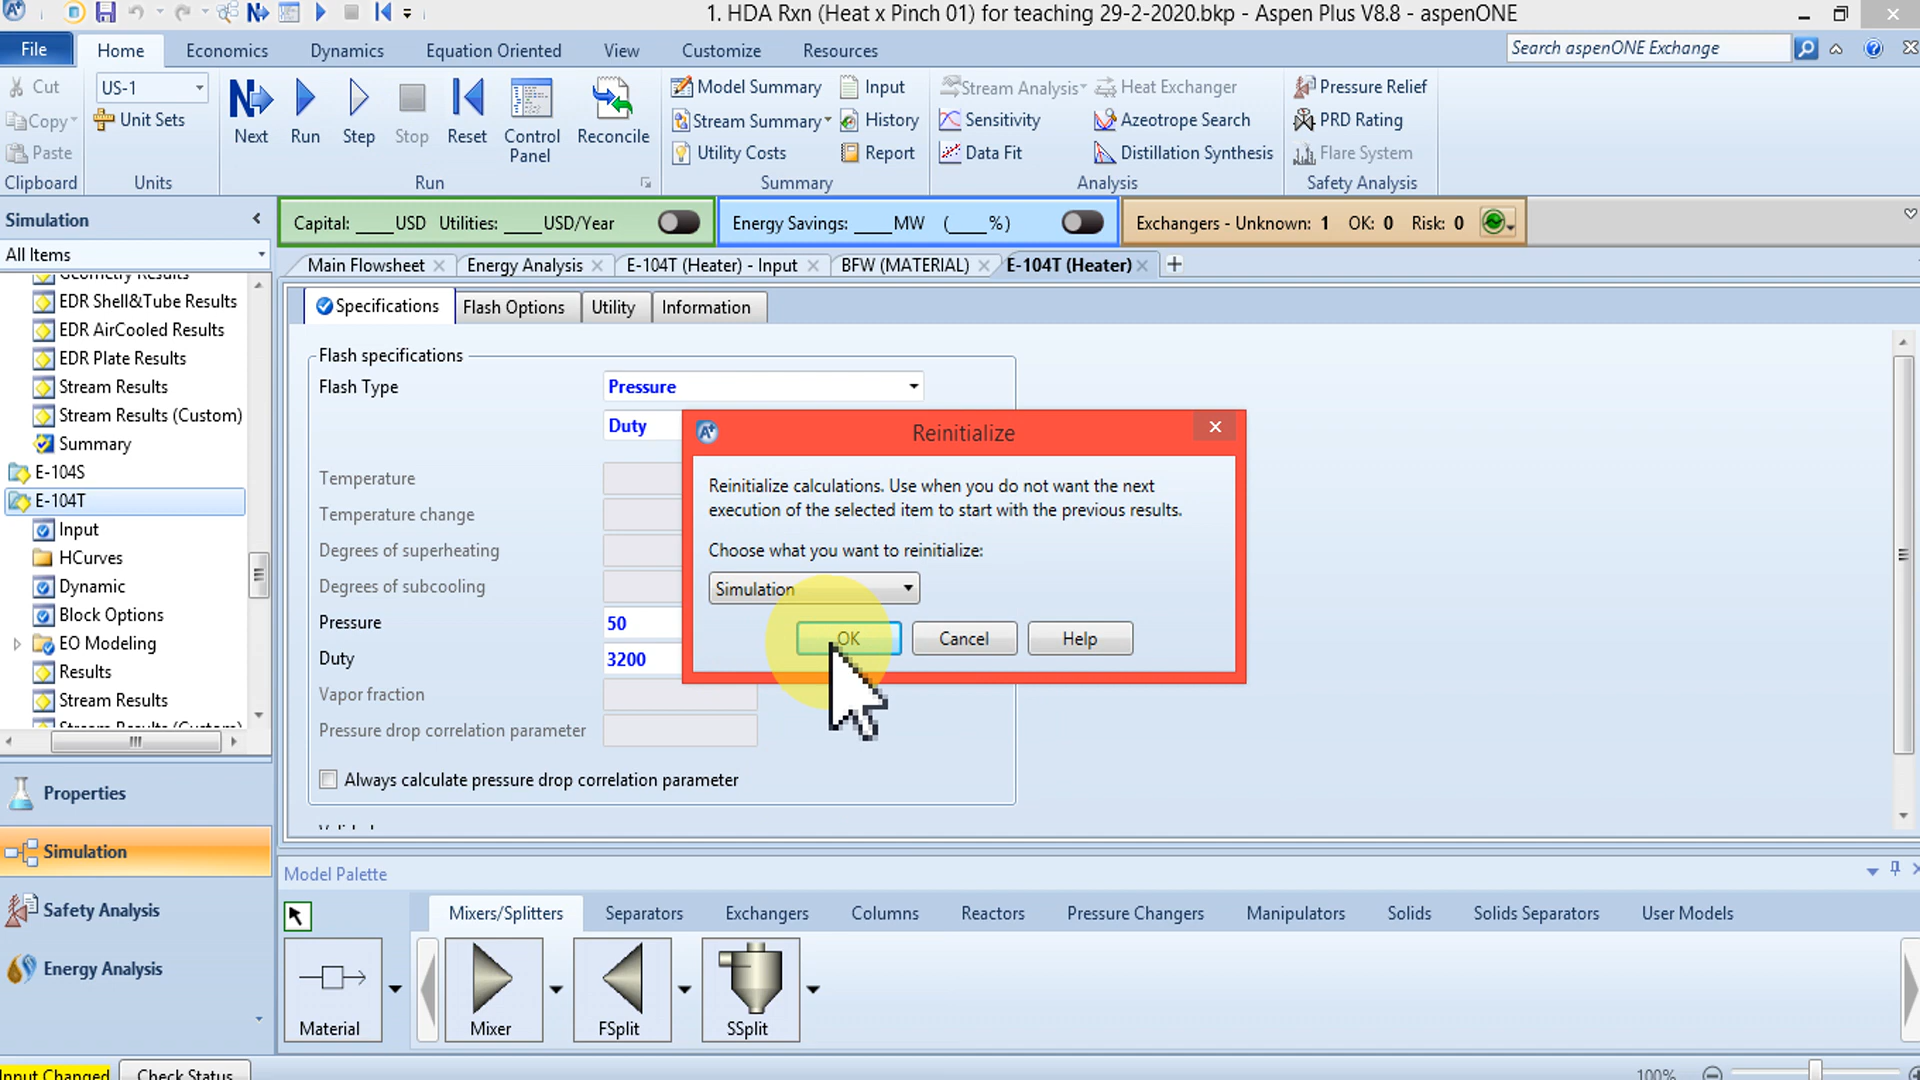 1. HDA Rxn (Heat x Pinch 01) for teaching 29-2-2020.bkp - Aspen Plus V8.8 - aspenONE
File Home Economics Dynamics Equation Oriented View Customize Resources Search aspenONE Exchange
Cut US-1 Model Summary Input Stream Analysis Heat Exchanger Pressure Relief
Copy Unit Sets Stream Summary History Sensitivity Azeotrope Search PRD Rating
Next Run Step Stop Reset Control Panel Reconcile
Paste Utility Costs Report Data Fit Distillation Synthesis Flare System
Clipboard Units Run Summary Analysis Safety Analysis
Simulation
Capital: ____USD Utilities: ____USD/Year Energy Savings: ____MW (____%) Exchangers - Unknown: 1 OK: 0 Risk: 0
All Items
Main Flowsheet Energy Analysis E-104T (Heater) - Input BFW (MATERIAL) E-104T (Heater) +
Geometry Results
EDR Shell&Tube Results
EDR AirCooled Results
EDR Plate Results
Stream Results
Stream Results (Custom)
Summary
E-104S
E-104T
Input
HCurves
Dynamic
Block Options
EO Modeling
Results
Stream Results
Stream Results (Custom)
Specifications Flash Options Utility Information
Flash specifications
Flash Type Pressure
Duty
Temperature
Temperature change
Degrees of superheating
Degrees of subcooling
Pressure 50
Duty 3200
Vapor fraction
Pressure drop correlation parameter
Always calculate pressure drop correlation parameter
Reinitialize
Reinitialize calculations. Use when you do not want the next
execution of the selected item to start with the previous results.
Choose what you want to reinitialize:
Simulation
OK Cancel Help
Properties
Simulation
Safety Analysis
Energy Analysis
Model Palette
Mixers/Splitters Separators Exchangers Columns Reactors Pressure Changers Manipulators Solids Solids Separators User Models
Material Mixer FSplit SSplit
Input Changed Check Status 100%